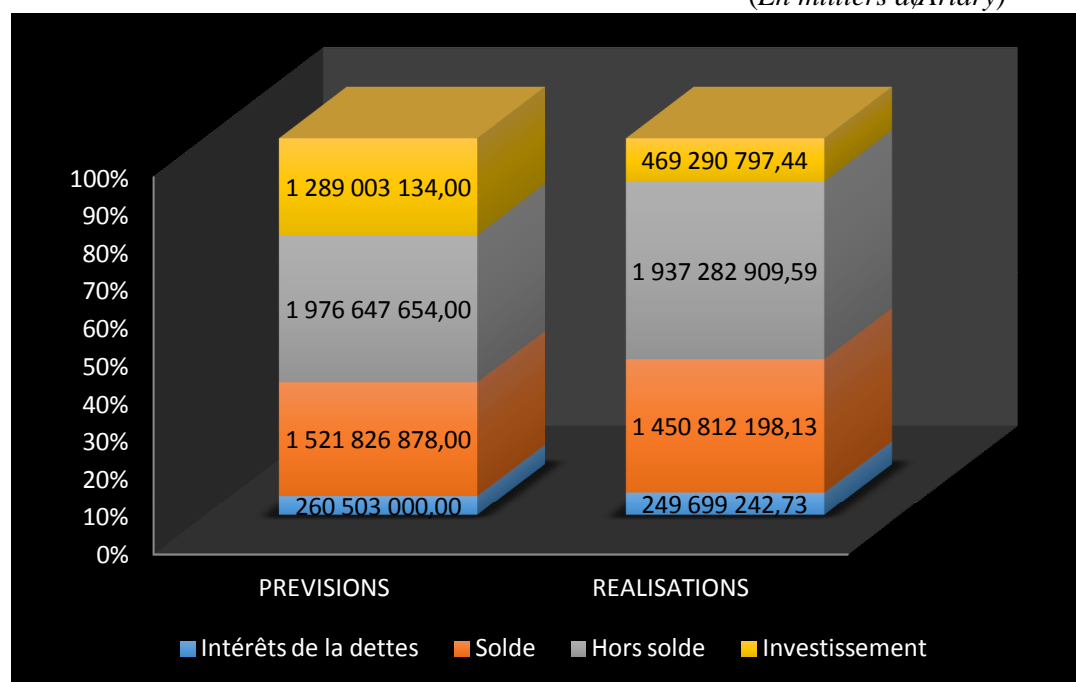 (En milliers d'Ariary)
1 289 003 134,00
469 290 797,44
1 976 647 654,00
1 937 282 909,59
1 521 826 878,00
1 450 812 198,13
260 503 000,00
249 699 242,73
100%
90%
80%
70%
60%
50%
40%
30%
20%
10%
0%
PREVISIONS REALISATIONS
Intérêts de la dettes Solde Hors solde Investissement